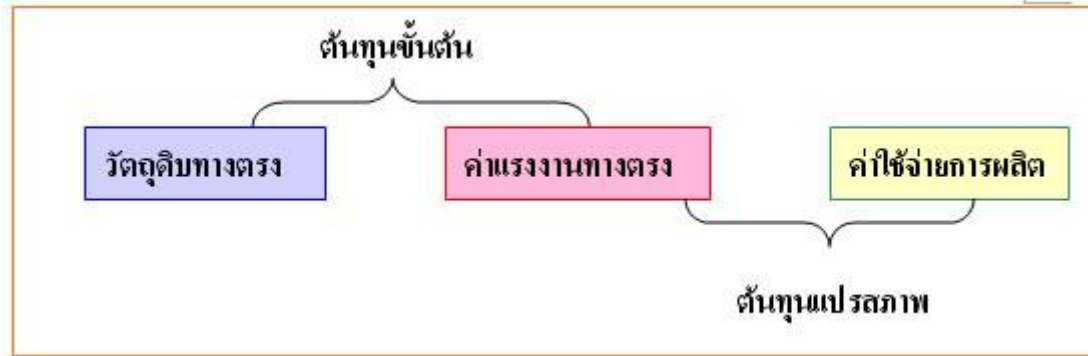 ต้นทุนขั้นต้น
วัตถุดิบทางตรง
ค่าแรงงานทางตรง
ค่าใช้จ่ายการผลิต
ต้นทุนแปรสภาพ